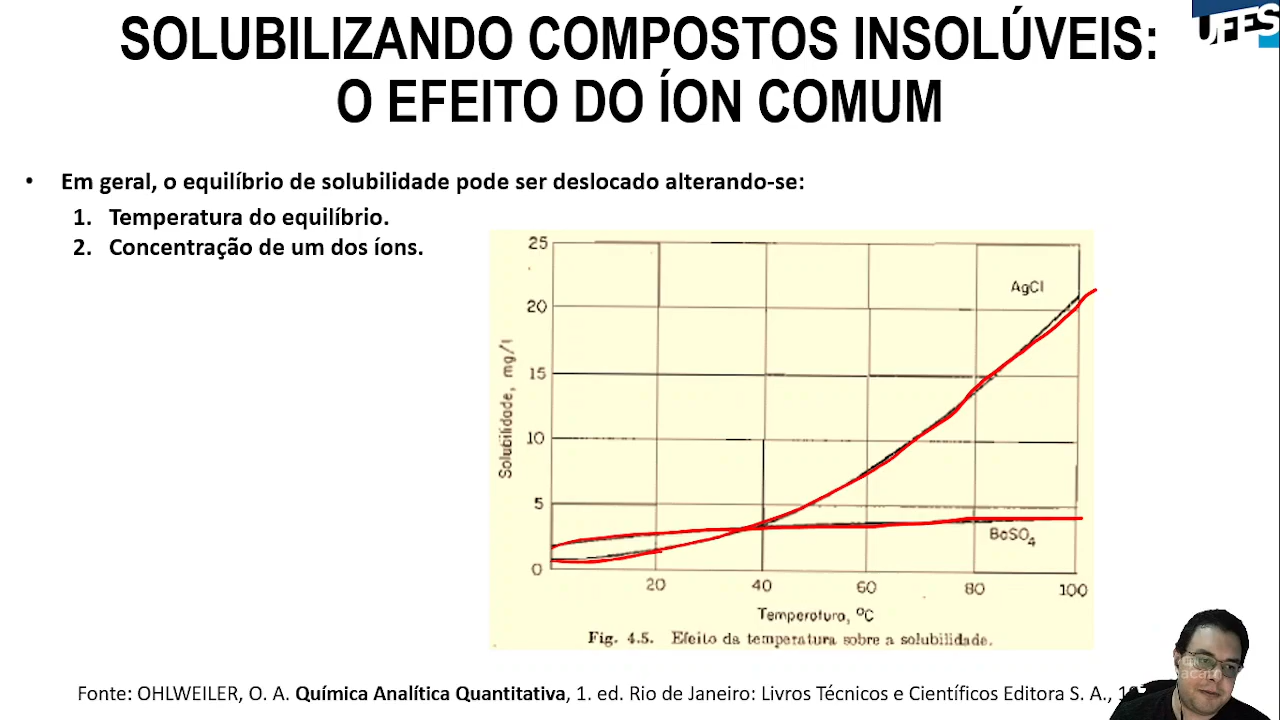 SOLUBILIZANDO COMPOSTOS INSOLÚVEIS:
O EFEITO DO ÍON COMUM
UFES
• Em geral, o equilíbrio de solubilidade pode ser deslocado alterando-se:
1. Temperatura do equilíbrio.
2. Concentração de um dos íons.
25
20
15
10
5
0
Solubilidade, mg/l
AgCl
BaSO4
20 40 60 80 100
Temperatura, ºC
Fig. 4.5. Efeito da temperatura sobre a solubilidade.
Fonte: OHLWEILER, O. A. Química Analítica Quantitativa, 1. ed. Rio de Janeiro: Livros Técnicos e Científicos Editora S. A.,